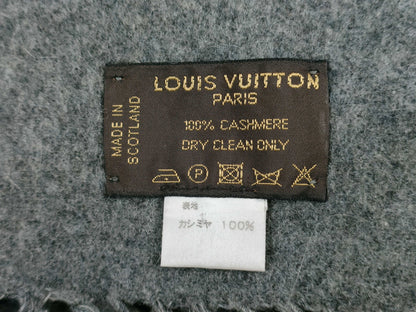 LOUIS VUITTON
PARIS
MADE IN
SCOTLAND
100% CASHMERE
DRY CLEAN ONLY
P
表地
カシミヤ 100%